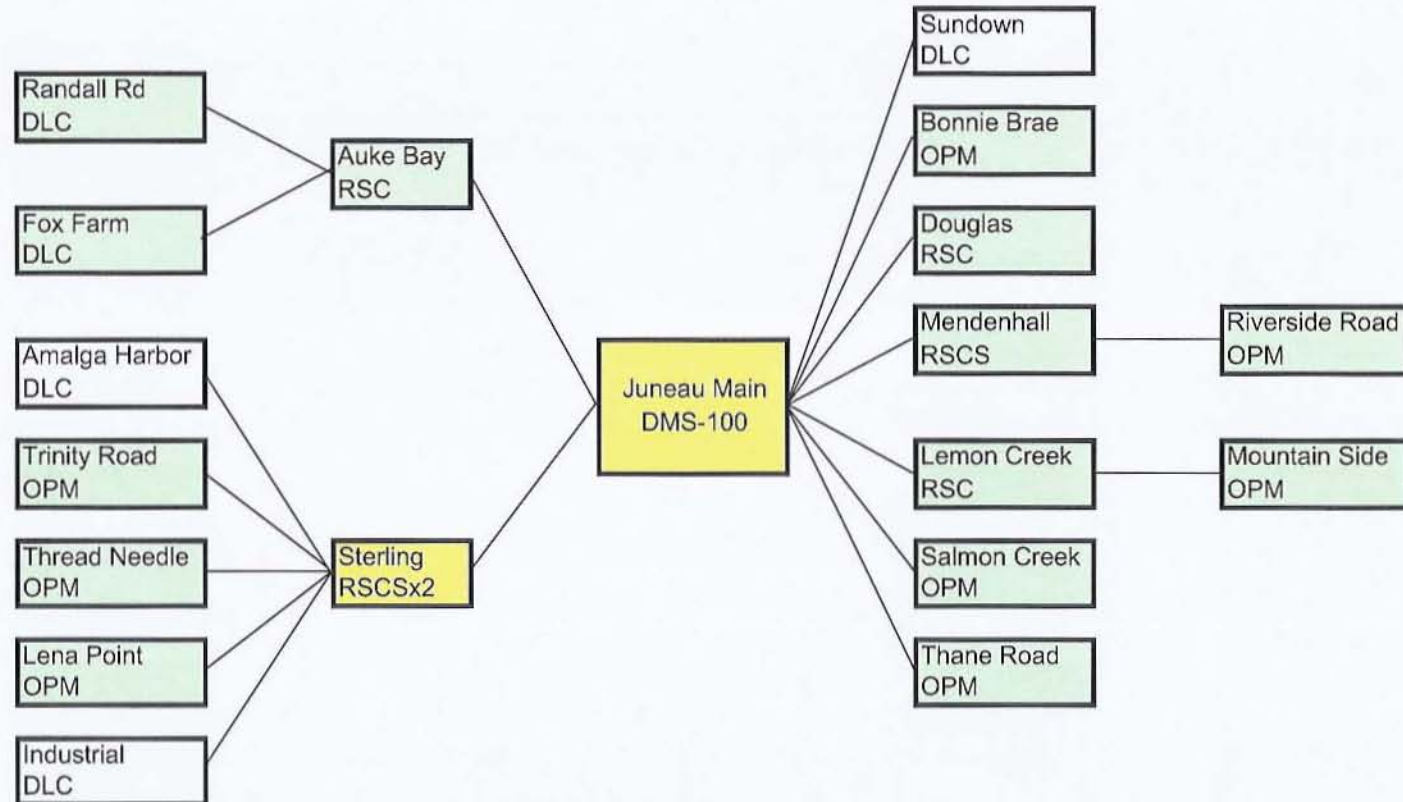 Randall Rd
DLC
Fox Farm
DLC
Auke Bay
RSC
Amalga Harbor
DLC
Trinity Road
OPM
Thread Needle
OPM
Lena Point
OPM
Industrial
DLC
Sterling
RSCSx2
Juneau Main
DMS-100
Sundown
DLC
Bonnie Brae
OPM
Douglas
RSC
Mendenhall
RSCS
Riverside Road
OPM
Lemon Creek
RSC
Mountain Side
OPM
Salmon Creek
OPM
Thane Road
OPM